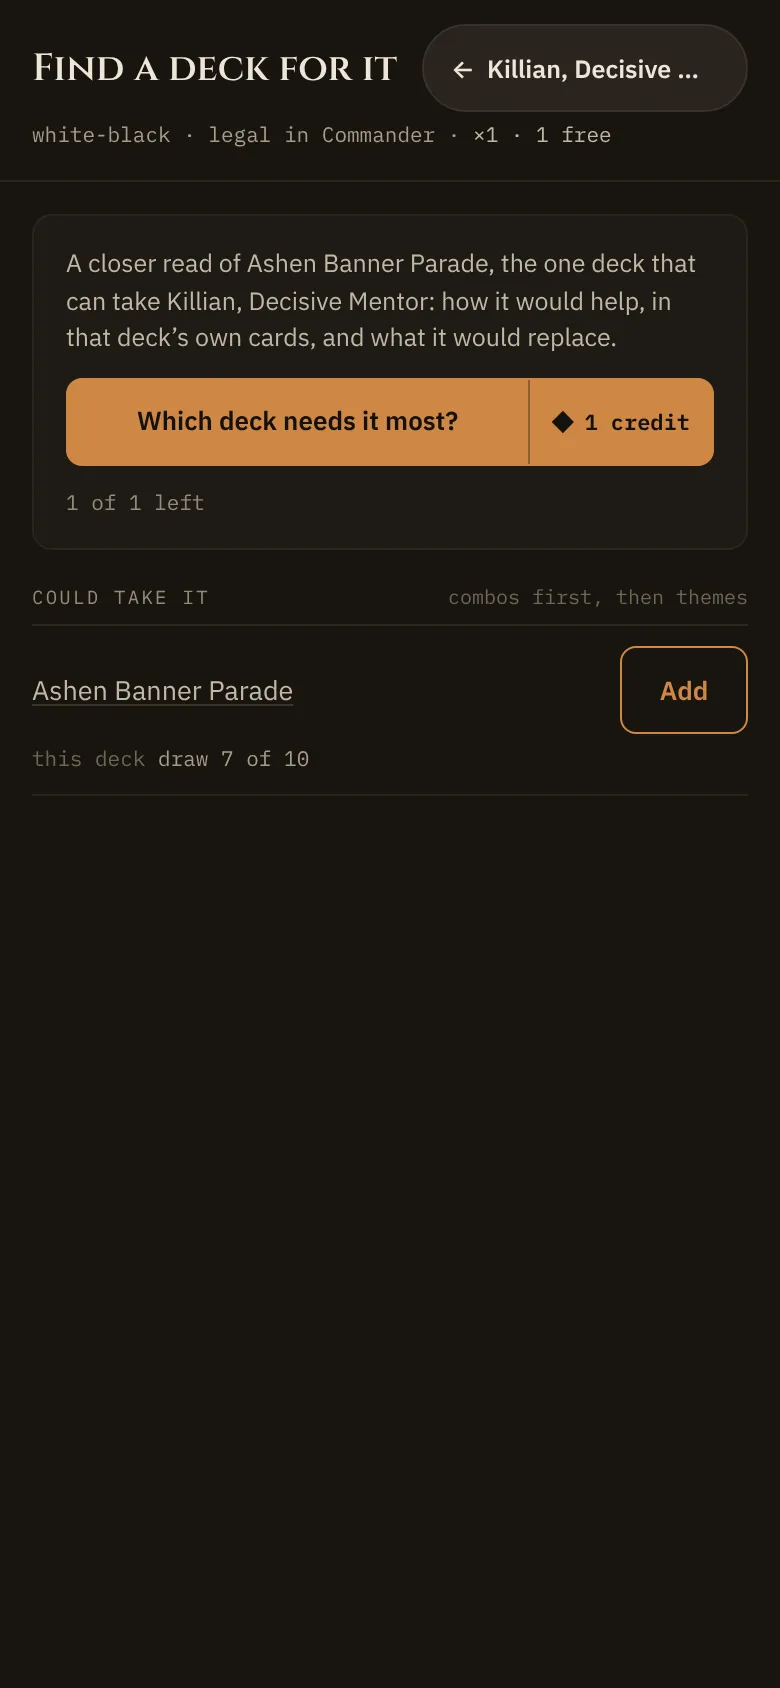 Find a deck for it
← Killian, Decisive ...
white-black · legal in Commander · ×1 · 1 free
A closer read of Ashen Banner Parade, the one deck that
can take Killian, Decisive Mentor: how it would help, in
that deck’s own cards, and what it would replace.
Which deck needs it most?
◆ 1 credit
1 of 1 left
COULD TAKE IT
combos first, then themes
Ashen Banner Parade
Add
this deck draw 7 of 10